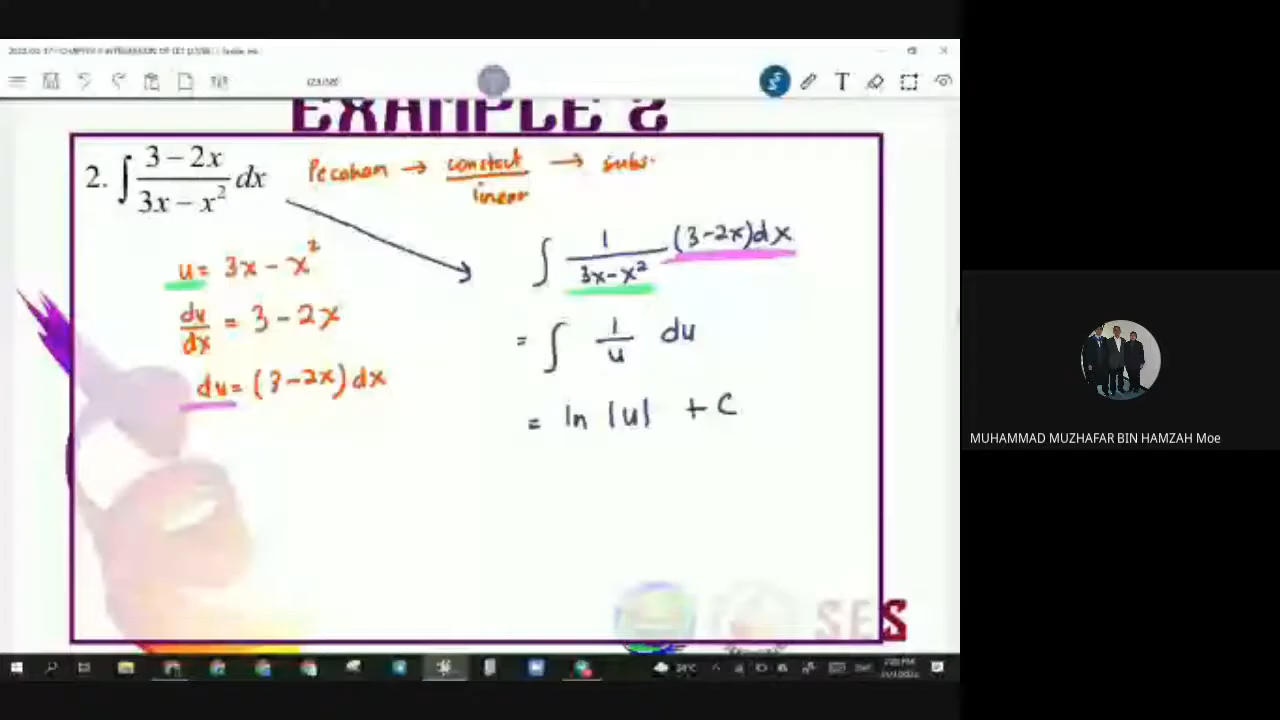 EXAMPLE 2
2. ∫ (3 − 2x)/(3x − x²) dx
Pecahan → constant/linear → subs.
u = 3x − x²
du/dx = 3 − 2x
du = (3−2x) dx
∫ 1/(3x−x²) (3−2x)dx
= ∫ 1/u du
= ln |u| + C
SES
MUHAMMAD MUZHAFAR BIN HAMZAH Moe